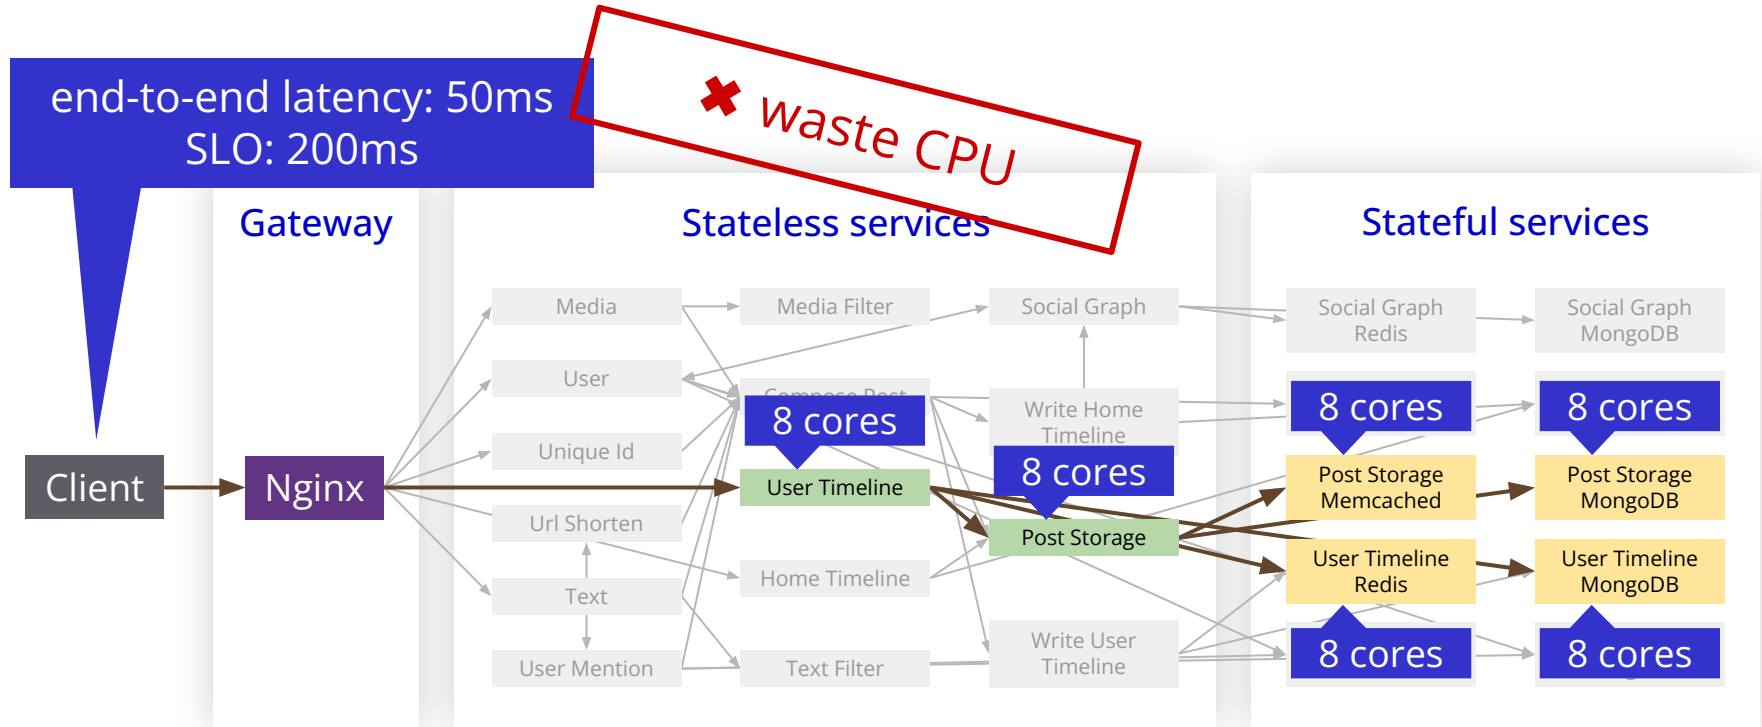 end-to-end latency: 50ms
SLO: 200ms
✖ waste CPU
Gateway
Stateless services
Stateful services
Media
Media Filter
Social Graph
Social Graph
Redis
Social Graph
MongoDB
User
Compose Post
Write Home
Timeline
8 cores
8 cores
8 cores
8 cores
Unique Id
Client
Nginx
User Timeline
Post Storage
Memcached
Post Storage
MongoDB
Url Shorten
Post Storage
Home Timeline
User Timeline
Redis
User Timeline
MongoDB
Text
User Mention
Text Filter
Write User
Timeline
8 cores
8 cores